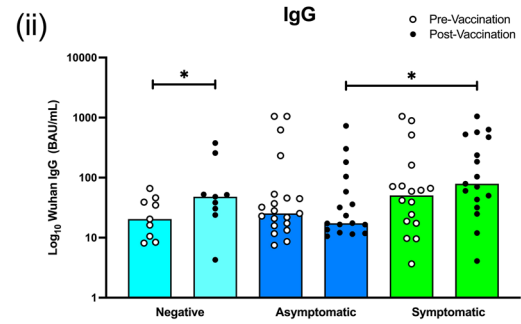 (ii)
IgG
Pre-Vaccination
Post-Vaccination
Log10 Wuhan IgG (BAU/mL)
10000
1000
100
10
1
*
*
Negative
Asymptomatic
Symptomatic